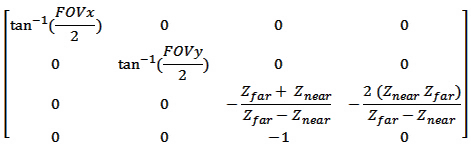 tan⁻¹(FOVx/2) 0 0 0
0 tan⁻¹(FOVy/2) 0 0
0 0 −(Z_far + Z_near)/(Z_far − Z_near) −(2 (Z_near Z_far))/(Z_far − Z_near)
0 0 −1 0